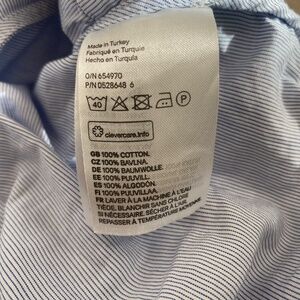 Made in Turkey
Fabriqué en Turquie
Hecho en Turquía
O/N 654970
P/N 0528648 6
40 P
clevercare.info
GB 100% COTTON.
CZ 100% BAVLNA.
DE 100% BAUMWOLLE.
EE 100% PUUVILL.
ES 100% ALGODÓN.
FI 100% PUUVILLAA.
FR LAVER À LA MACHINE À L'EAU
TIÈDE, BLANCHIR SANS CHLORE
SI NÉCESSAIRE. SÉCHER À L'AIR.
REPASSER À TEMPÉRATURE MOYENNE